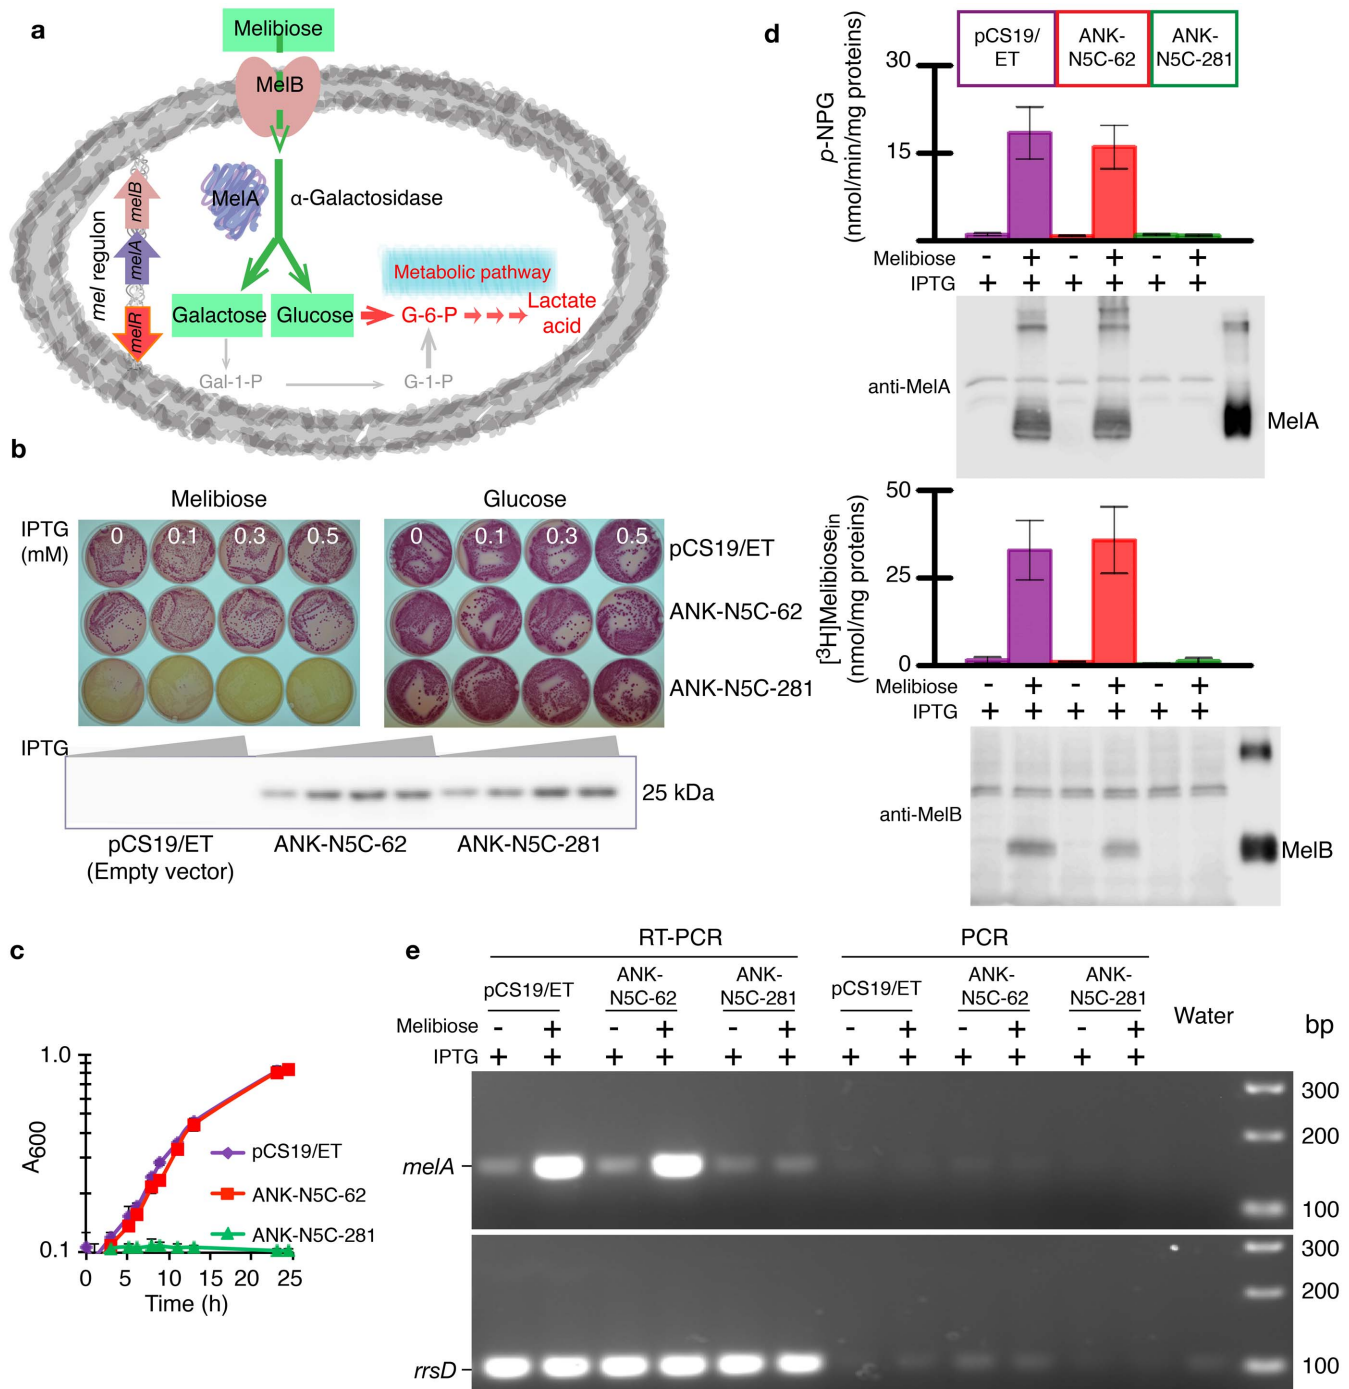 a
Melibiose
MelB
MelA
α-Galactosidase
mel regulon
melB
melA
melR
Metabolic pathway
Galactose
Glucose
G-6-P
Lactate
acid
Gal-1-P
G-1-P
b
Melibiose
Glucose
IPTG
(mM)
0 0.1 0.3 0.5
0 0.1 0.3 0.5
pCS19/ET
ANK-N5C-62
ANK-N5C-281
IPTG
25 kDa
pCS19/ET
(Empty vector)
ANK-N5C-62
ANK-N5C-281
c
A600
1.0
0.1
0 5 10 15 20 25
Time (h)
pCS19/ET
ANK-N5C-62
ANK-N5C-281
d
pCS19/
ET
ANK-
N5C-62
ANK-
N5C-281
p-NPG
(nmol/min/mg proteins)
30
15
Melibiose - + - + - +
IPTG + + + + + +
anti-MelA
MelA
[3H]Melibiosein
(nmol/mg proteins)
50
25
0
Melibiose - + - + - +
IPTG + + + + + +
anti-MelB
MelB
e
RT-PCR
PCR
pCS19/ET
ANK-
N5C-62
ANK-
N5C-281
pCS19/ET
ANK-
N5C-62
ANK-
N5C-281
Water
bp
Melibiose - + - + - + - + - + - +
IPTG + + + + + + + + + + + +
melA
300
200
100
rrsD
300
200
100